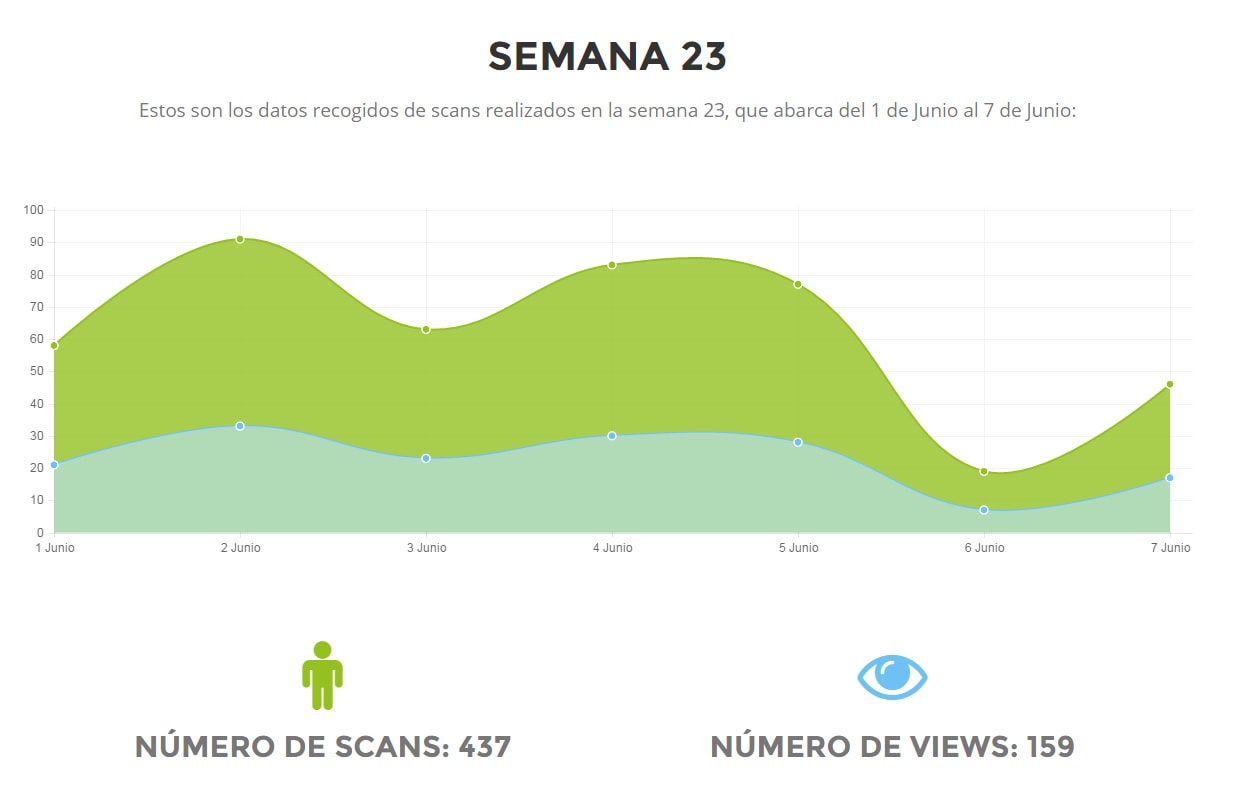 SEMANA 23
Estos son los datos recogidos de scans realizados en la semana 23, que abarca del 1 de Junio al 7 de Junio:
100
90
80
70
60
50
40
30
20
10
0
1 Junio 2 Junio 3 Junio 4 Junio 5 Junio 6 Junio 7 Junio
NÚMERO DE SCANS: 437 NÚMERO DE VIEWS: 159